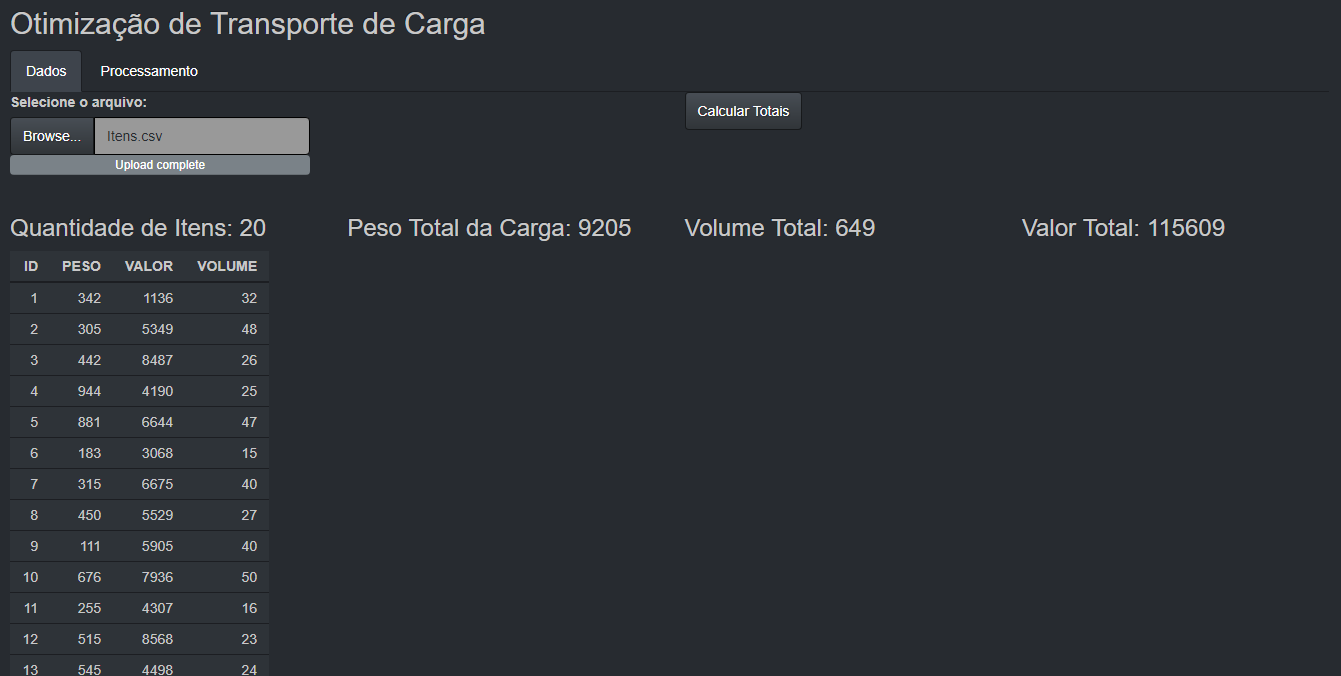 Otimização de Transporte de Carga
Dados Processamento
Selecione o arquivo:
Calcular Totais
Browse... Itens.csv
Upload complete
Quantidade de Itens: 20 Peso Total da Carga: 9205 Volume Total: 649 Valor Total: 115609
ID PESO VALOR VOLUME
1 342 1136 32
2 305 5349 48
3 442 8487 26
4 944 4190 25
5 881 6644 47
6 183 3068 15
7 315 6675 40
8 450 5529 27
9 111 5905 40
10 676 7936 50
11 255 4307 16
12 515 8568 23
13 545 4498 24